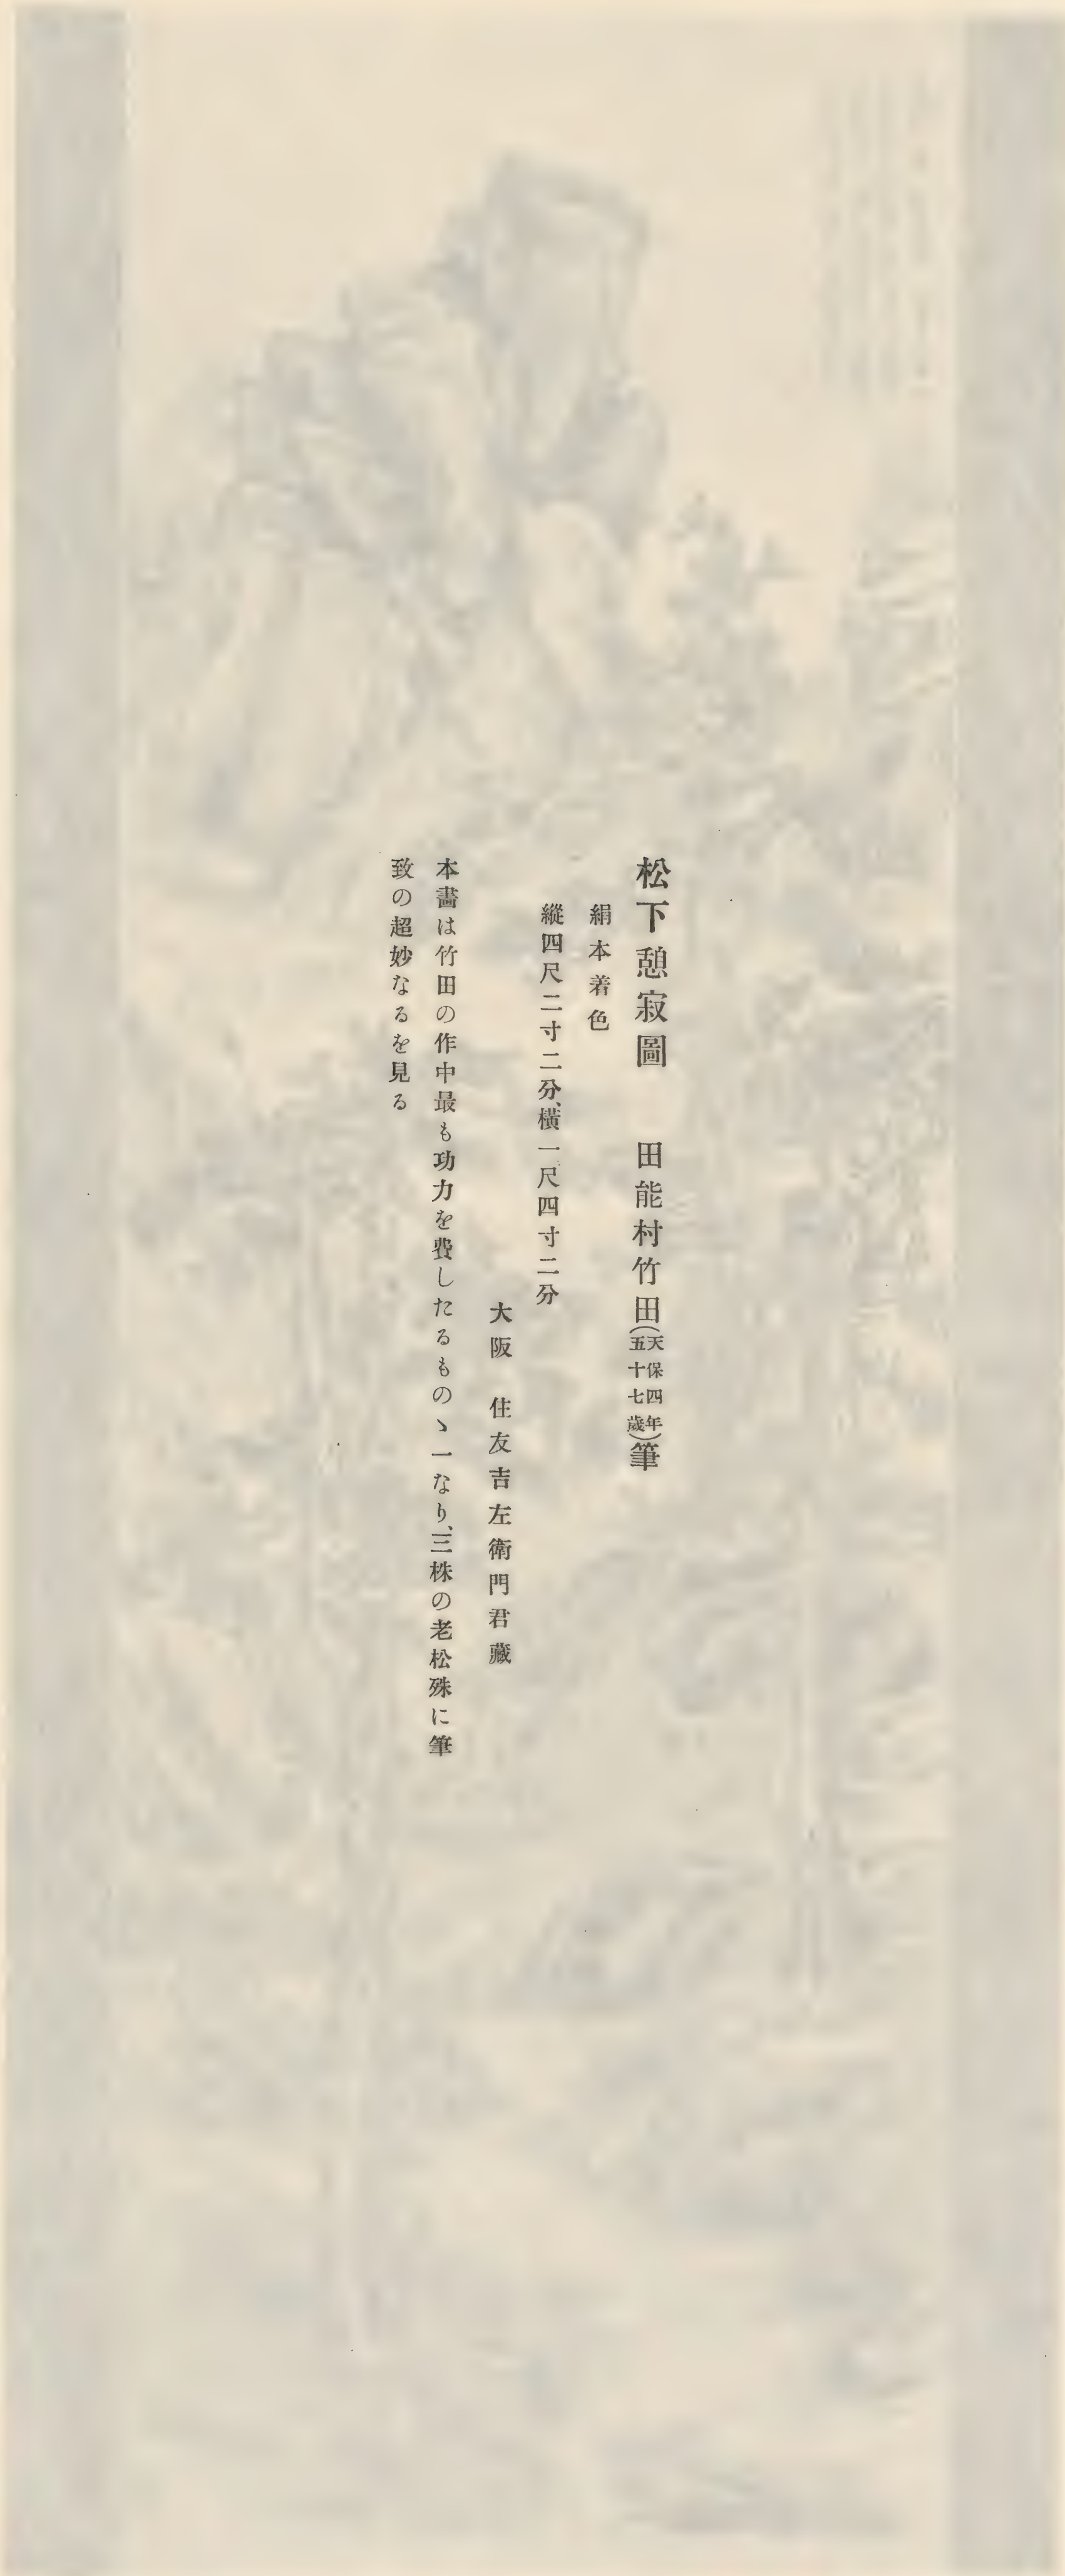 松下憩寂圖　田能村竹田(天保四年五十七歲)筆
絹本着色
縱四尺二寸二分、橫一尺四寸二分
大阪　住友吉左衛門君藏
本畵は竹田の作中最も功力を費したるものゝ一なり、三株の老松殊に筆
致の超妙なるを見る